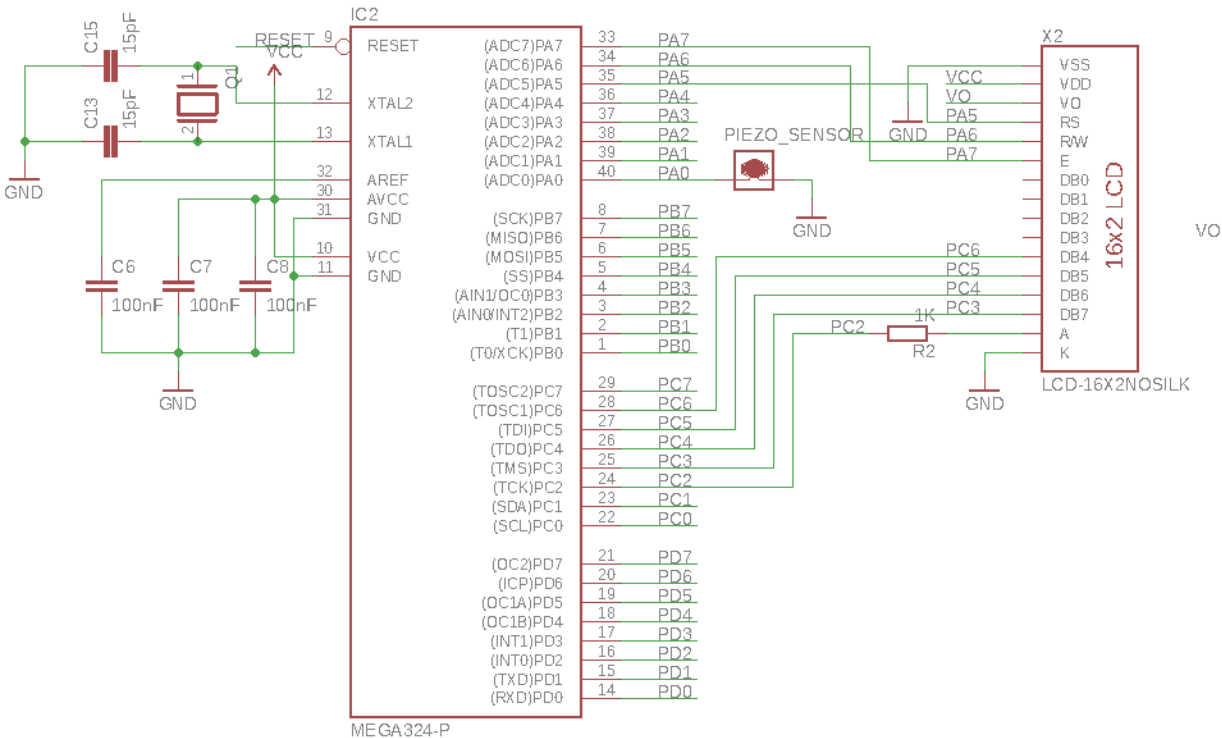 IC2
C15
15pF
C13
15pF
Q1
1
2
GND
RESET
VCC
9
12
13
32
30
31
10
11
C6
100nF
C7
100nF
C8
100nF
GND
RESET
XTAL2
XTAL1
AREF
AVCC
GND
VCC
GND
(ADC7)PA7 33 PA7
(ADC6)PA6 34 PA6
(ADC5)PA5 35 PA5
(ADC4)PA4 36 PA4
(ADC3)PA3 37 PA3
(ADC2)PA2 38 PA2
(ADC1)PA1 39 PA1
(ADC0)PA0 40 PA0
(SCK)PB7 8 PB7
(MISO)PB6 7 PB6
(MOSI)PB5 6 PB5
(SS)PB4 5 PB4
(AIN1/OC0)PB3 4 PB3
(AIN0/INT2)PB2 3 PB2
(T1)PB1 2 PB1
(T0/XCK)PB0 1 PB0
(TOSC2)PC7 29 PC7
(TOSC1)PC6 28 PC6
(TDI)PC5 27 PC5
(TDO)PC4 26 PC4
(TMS)PC3 25 PC3
(TCK)PC2 24 PC2
(SDA)PC1 23 PC1
(SCL)PC0 22 PC0
(OC2)PD7 21 PD7
(ICP)PD6 20 PD6
(OC1A)PD5 19 PD5
(OC1B)PD4 18 PD4
(INT1)PD3 17 PD3
(INT0)PD2 16 PD2
(TXD)PD1 15 PD1
(RXD)PD0 14 PD0
MEGA324-P
PIEZO_SENSOR
GND
X2
GND
VCC
VO
PA5
PA6
PA7
PC6
PC5
PC4
PC3
PC2
1K
R2
GND
VSS
VDD
VO
RS
R/W
E
DB0
DB1
DB2
DB3
DB4
DB5
DB6
DB7
A
K
16x2 LCD
LCD-16X2NOSILK
VO